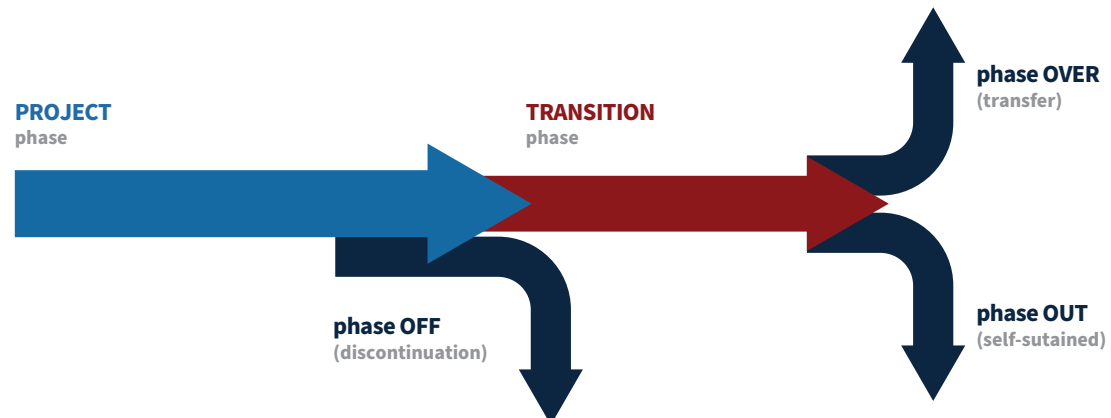 PROJECT
phase
TRANSITION
phase
phase OVER
(transfer)
phase OFF
(discontinuation)
phase OUT
(self-sutained)